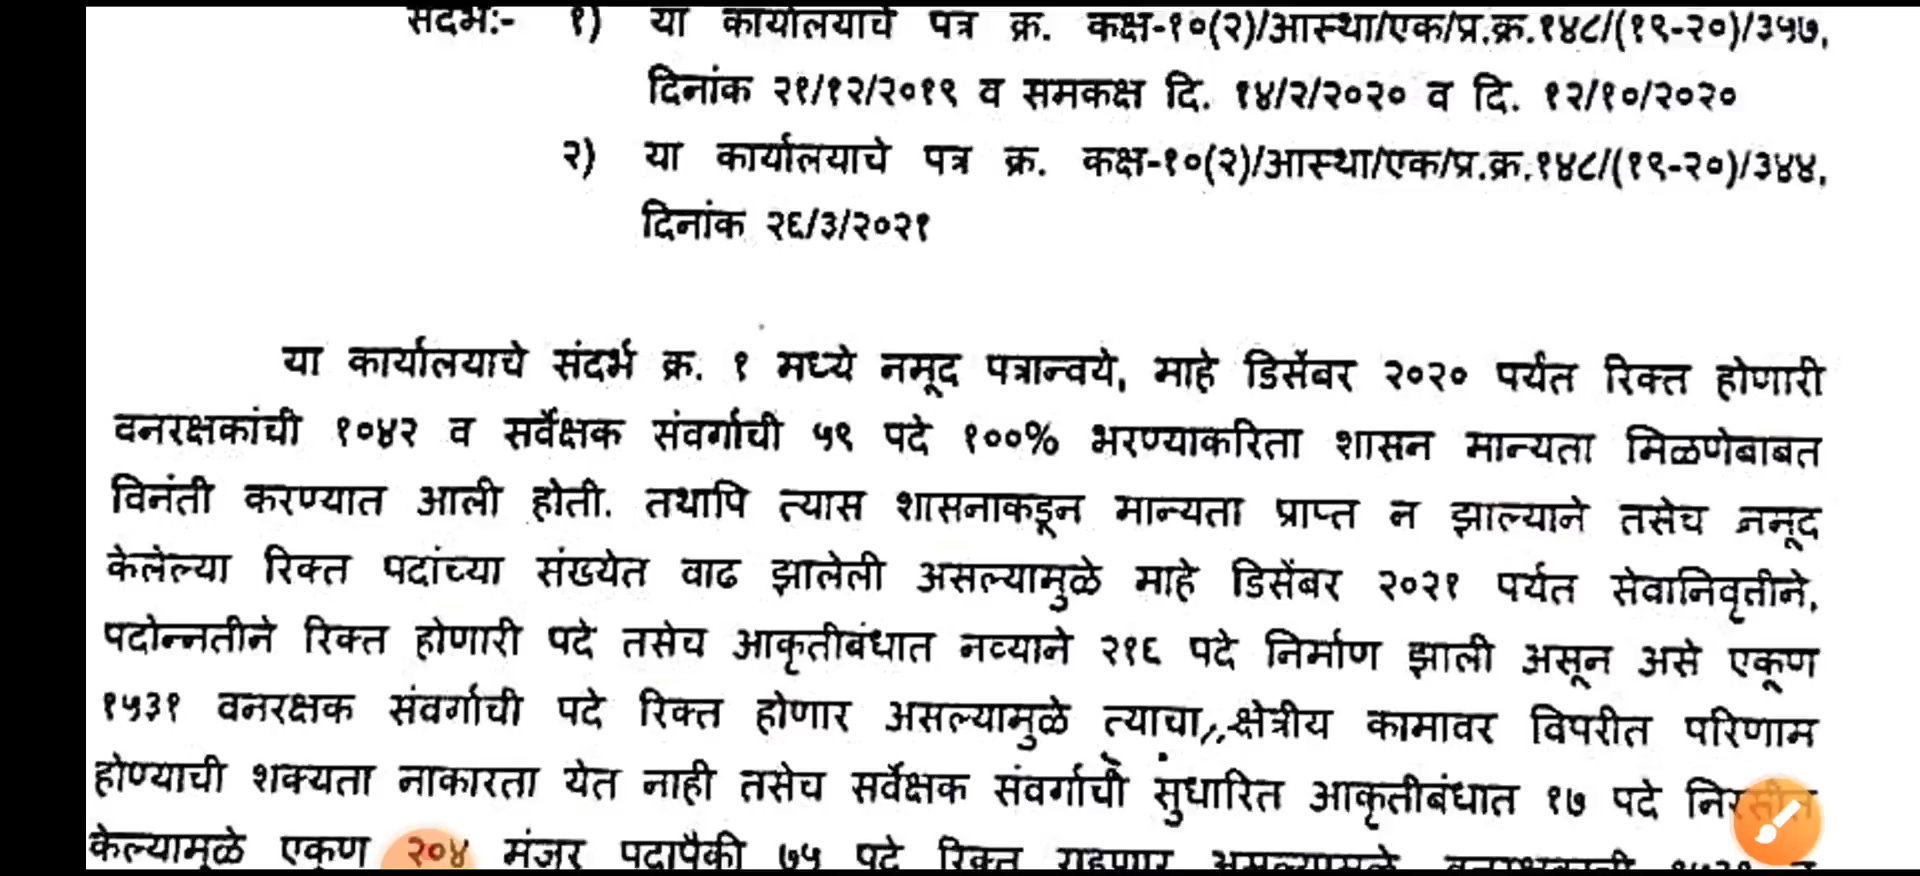 संदर्भ:- १) या कार्यालयाचे पत्र क्र. कक्ष-१०(२)/आस्था/एक/प्र.क्र.१४८/(१९-२०)/३५७,
दिनांक २१/१२/२०१९ व समकक्ष दि. १४/२/२०२० व दि. १२/१०/२०२०
२) या कार्यालयाचे पत्र क्र. कक्ष-१०(२)/आस्था/एक/प्र.क्र.१४८/(१९-२०)/३४४,
दिनांक २६/३/२०२१
या कार्यालयाचे संदर्भ क्र. १ मध्ये नमूद पत्रान्वये, माहे डिसेंबर २०२० पर्यंत रिक्त होणारी
वनरक्षकांची १०४२ व सर्वेक्षक संवर्गाची ५९ पदे १००% भरण्याकरिता शासन मान्यता मिळणेबाबत
विनंती करण्यात आली होती. तथापि त्यास शासनाकडून मान्यता प्राप्त न झाल्याने तसेच नमूद
केलेल्या रिक्त पदांच्या संख्येत वाढ झालेली असल्यामुळे माहे डिसेंबर २०२१ पर्यंत सेवानिवृतीने,
पदोन्नतीने रिक्त होणारी पदे तसेच आकृतीबंधात नव्याने २१६ पदे निर्माण झाली असून असे एकूण
१५३१ वनरक्षक संवर्गाची पदे रिक्त होणार असल्यामुळे त्याचा क्षेत्रीय कामावर विपरीत परिणाम
होण्याची शक्यता नाकारता येत नाही तसेच सर्वेक्षक संवर्गाचे सुधारित आकृतीबंधात १७ पदे निरसीत
केल्यामुळे एकूण २०४ मंजूर पदापैकी ७५ पदे रिक्त राहणार असल्यामुळे